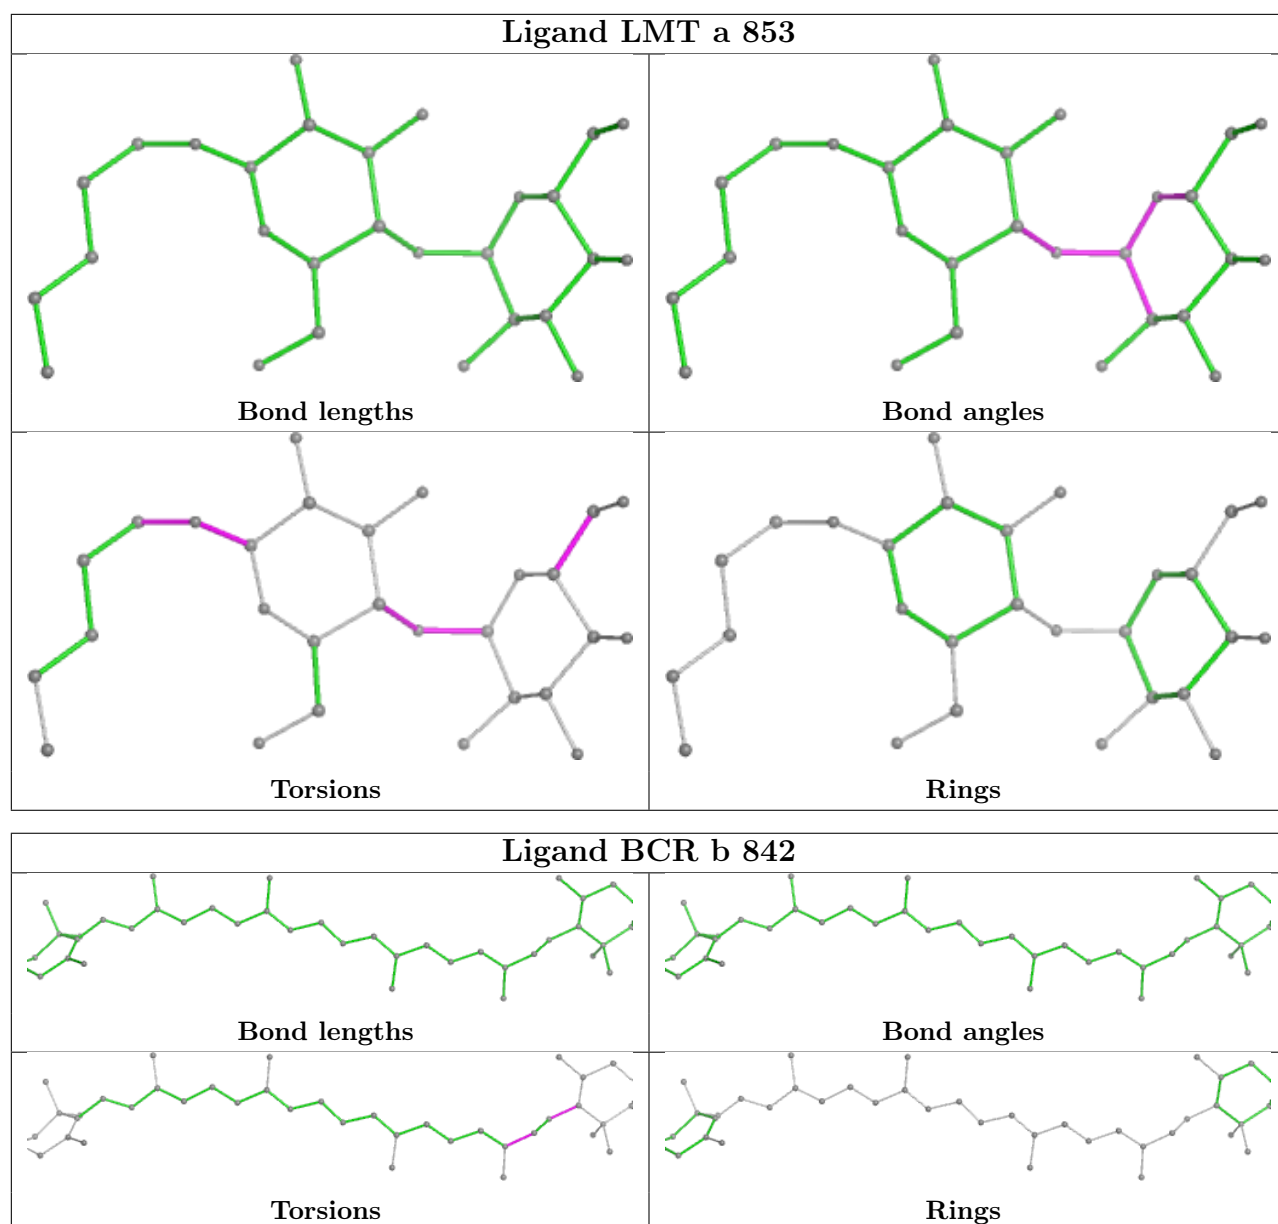 Ligand LMT a 853
Bond lengths
Bond angles
Torsions
Rings
Ligand BCR b 842
Bond lengths
Bond angles
Torsions
Rings